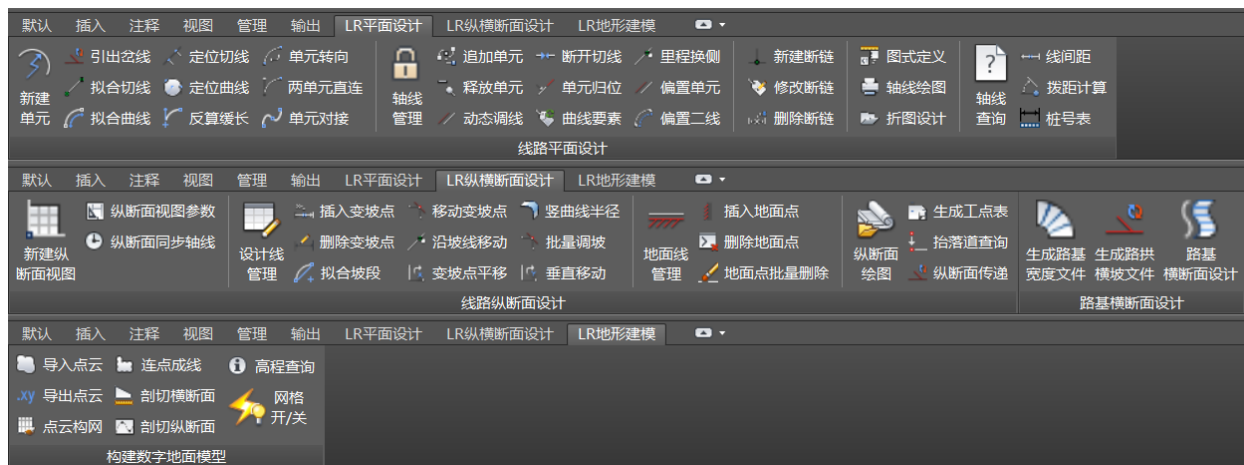 默认 插入 注释 视图 管理 输出 LR平面设计 LR纵横断面设计 LR地形建模
引出岔线 定位切线 单元转向 追加单元 断开切线 里程换侧 新建断链 图式定义 线间距
新建 拟合切线 定位曲线 两单元直连 轴线 释放单元 单元归位 偏置单元 修改断链 轴线绘图 轴线 拨距计算
单元 拟合曲线 反算缓长 单元对接 管理 动态调线 曲线要素 偏置二线 删除断链 折图设计 查询 桩号表
线路平面设计
默认 插入 注释 视图 管理 输出 LR平面设计 LR纵横断面设计 LR地形建模
纵断面视图参数 插入变坡点 移动变坡点 竖曲线半径 插入地面点 生成工点表
新建纵 纵断面同步轴线 设计线 删除变坡点 沿坡线移动 批量调坡 地面线 删除地面点 纵断面 抬落道查询 生成路基 生成路拱 路基
断面视图 管理 拟合坡段 变坡点平移 垂直移动 管理 地面点批量删除 绘图 纵断面传递 宽度文件 横坡文件 横断面设计
线路纵断面设计 路基横断面设计
默认 插入 注释 视图 管理 输出 LR平面设计 LR纵横断面设计 LR地形建模
导入点云 连点成线 高程查询
.xy 导出点云 剖切横断面 网格
点云构网 剖切纵断面 开/关
构建数字地面模型